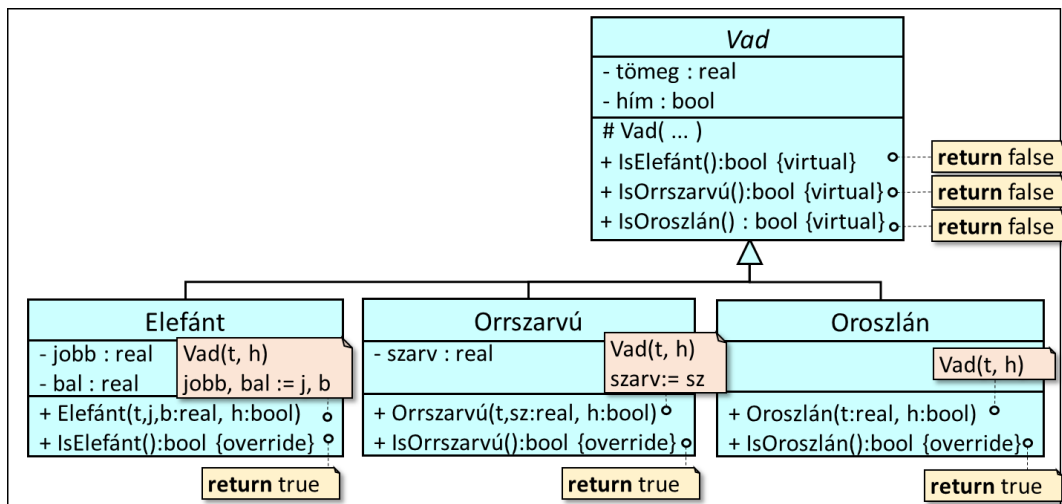 Vad
- tömeg : real
- hím : bool
# Vad( ... )
+ IsElefánt():bool {virtual}
return false
+ IsOrrszarvú():bool {virtual}
return false
+ IsOroszlán() : bool {virtual}
return false
Elefánt
- jobb : real
- bal : real
Vad(t, h)
jobb, bal := j, b
+ Elefánt(t,j,b:real, h:bool)
+ IsElefánt():bool {override}
return true
Orrszarvú
- szarv : real
Vad(t, h)
szarv:= sz
+ Orrszarvú(t,sz:real, h:bool)
+ IsOrrszarvú():bool {override}
return true
Oroszlán
Vad(t, h)
+ Oroszlán(t:real, h:bool)
+ IsOroszlán():bool {override}
return true